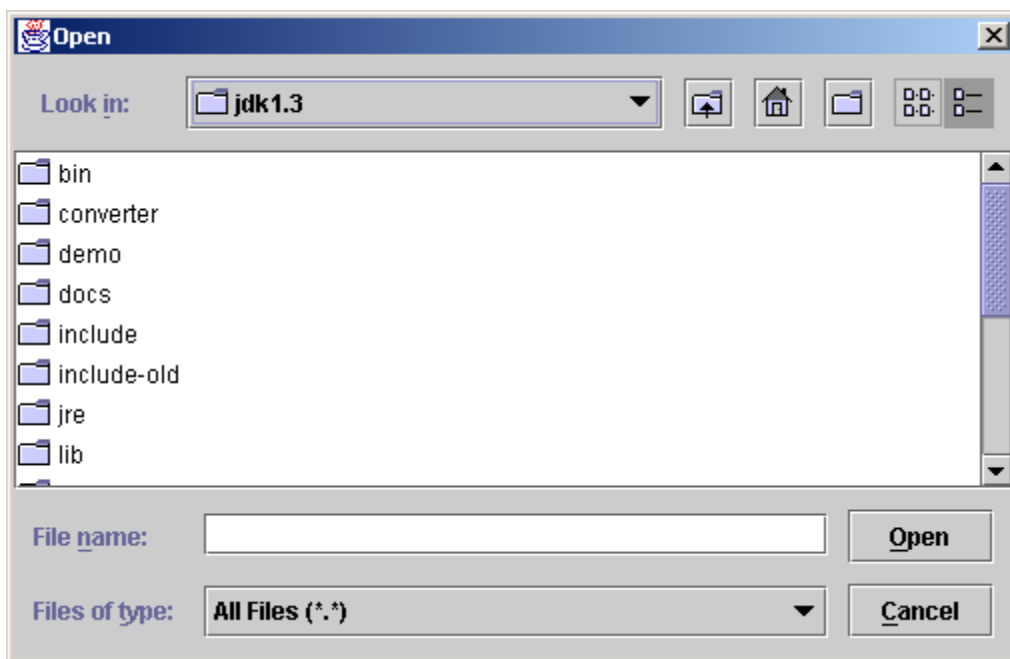 Open
Look in: jdk1.3
bin
converter
demo
docs
include
include-old
jre
lib
File name: Open
Files of type: All Files (*.*) Cancel